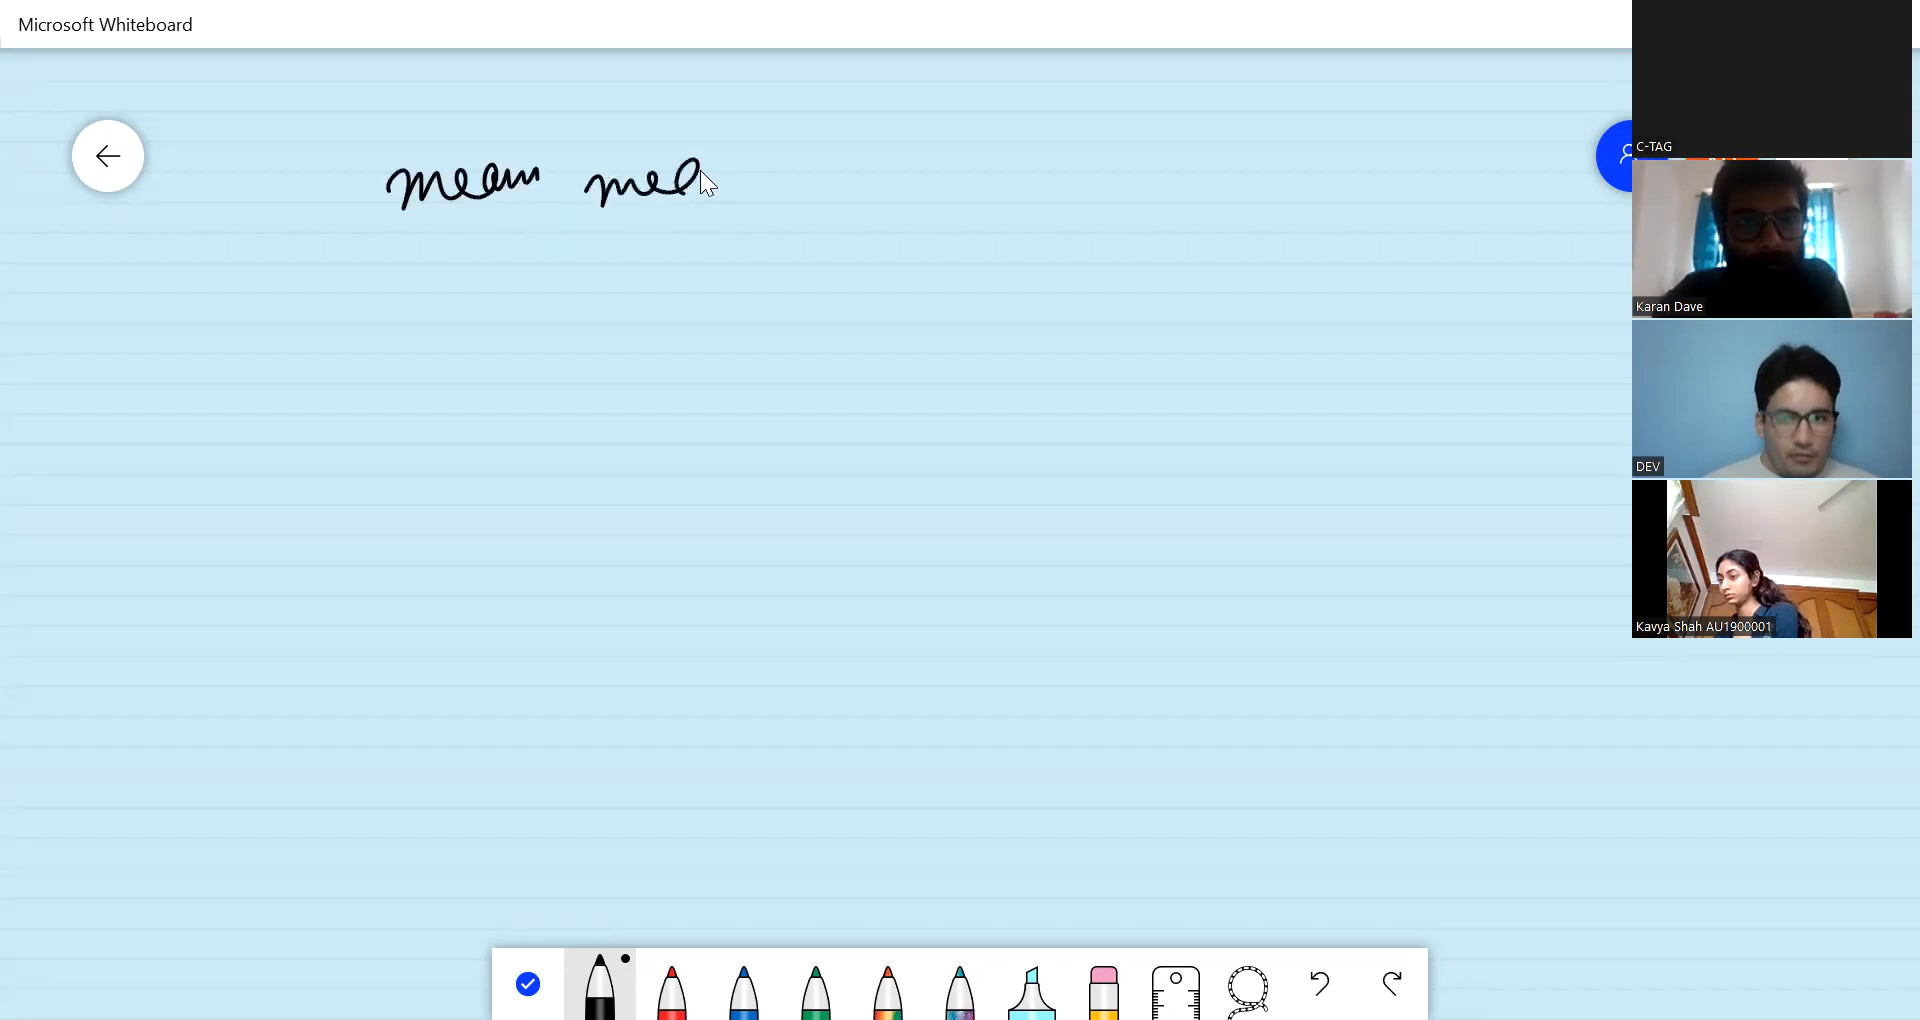 Microsoft Whiteboard
mean med
C-TAG
Karan Dave
DEV
Kavya Shah AU1900001